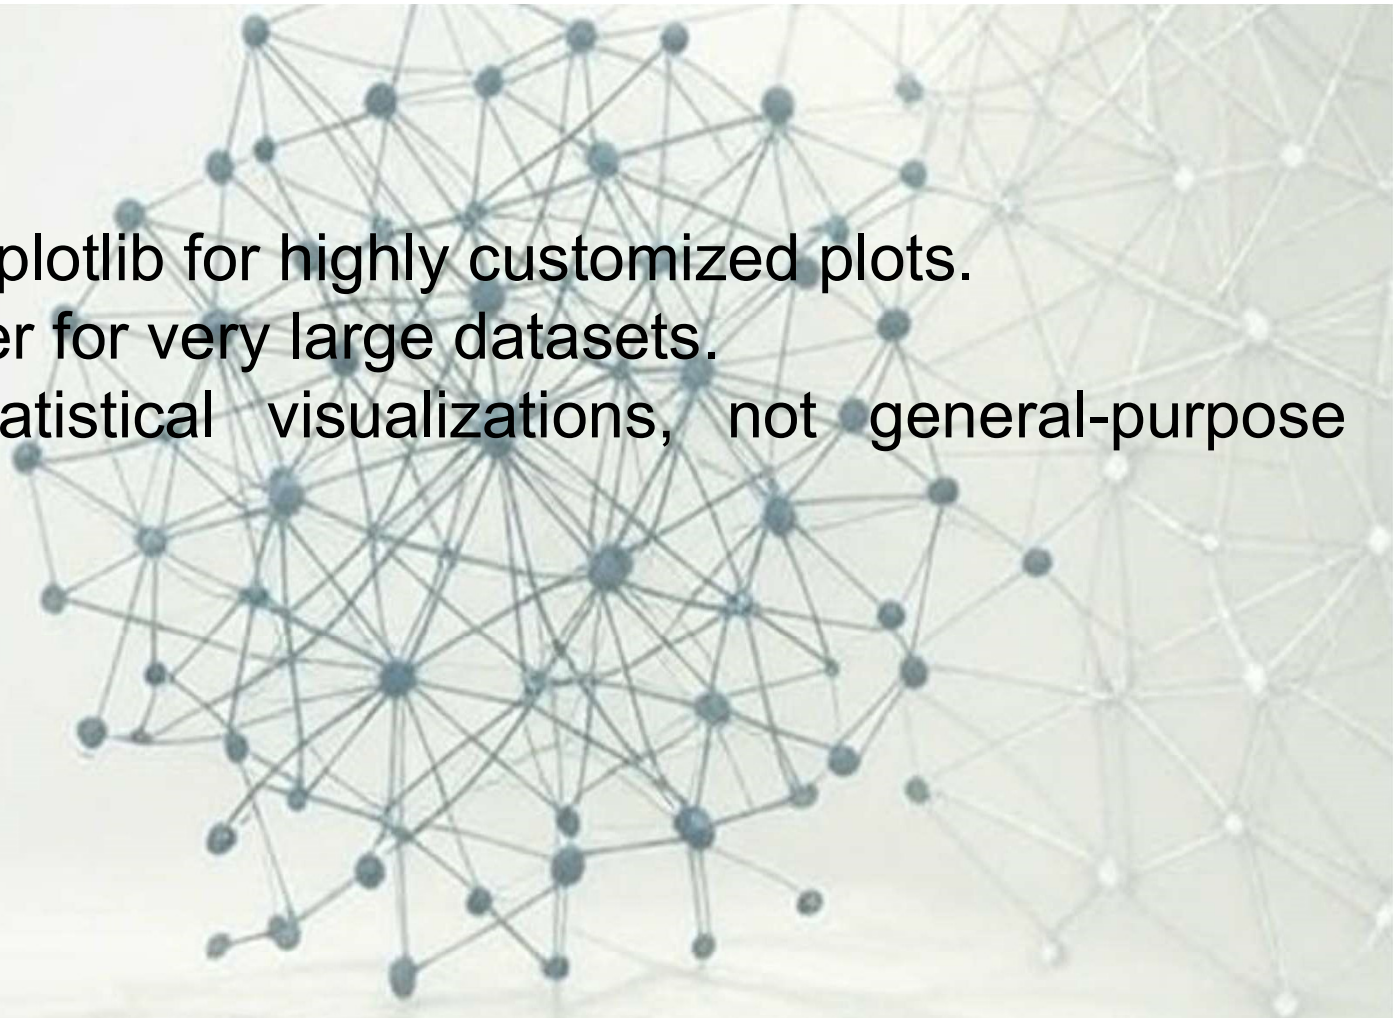 plotlib for highly customized plots.
er for very large datasets.
atistical visualizations, not general-purpose